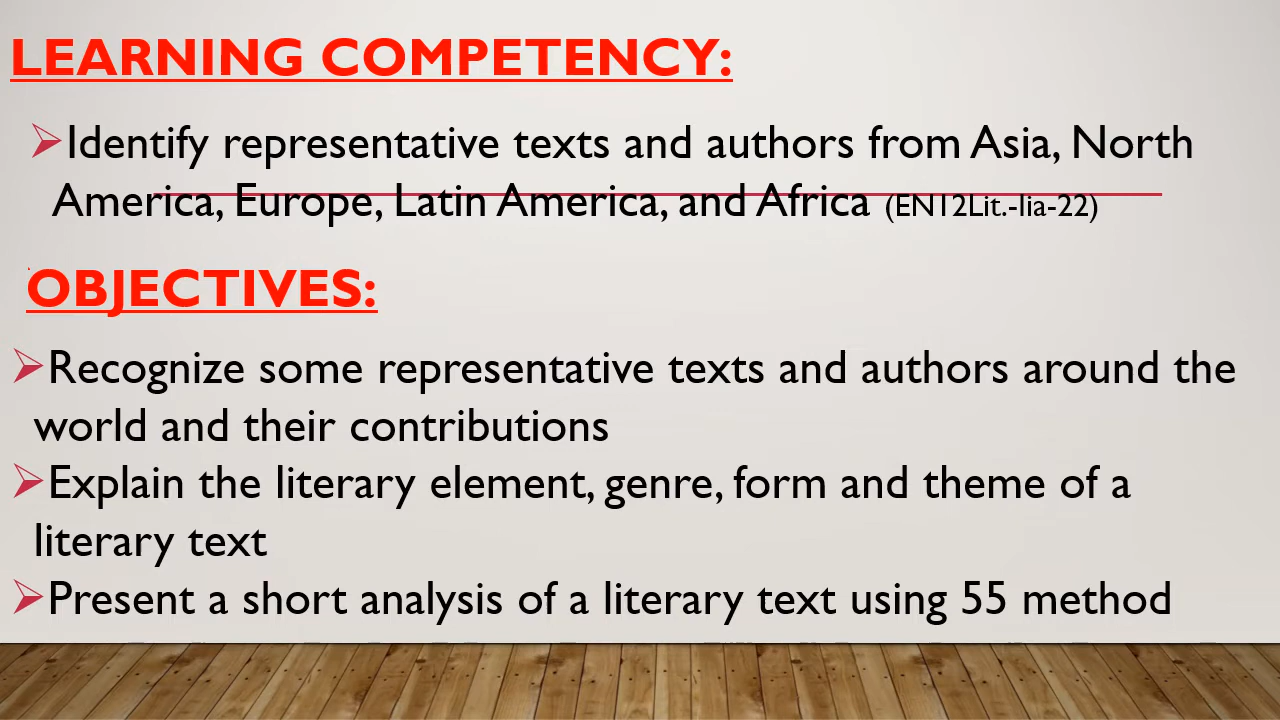 LEARNING COMPETENCY:
➢Identify representative texts and authors from Asia, North
America, Europe, Latin America, and Africa (EN12Lit.-Iia-22)
OBJECTIVES:
➢Recognize some representative texts and authors around the
world and their contributions
➢Explain the literary element, genre, form and theme of a
literary text
➢Present a short analysis of a literary text using 55 method